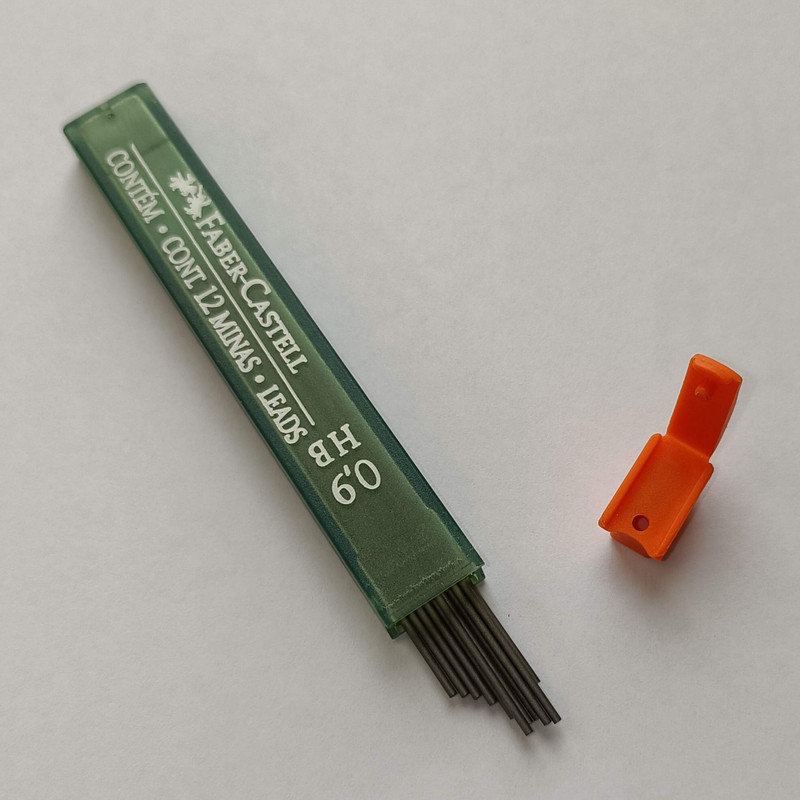 FABER-CASTELL
CONTÉM • CONT. 12 MINAS • LEADS
HB
0,9